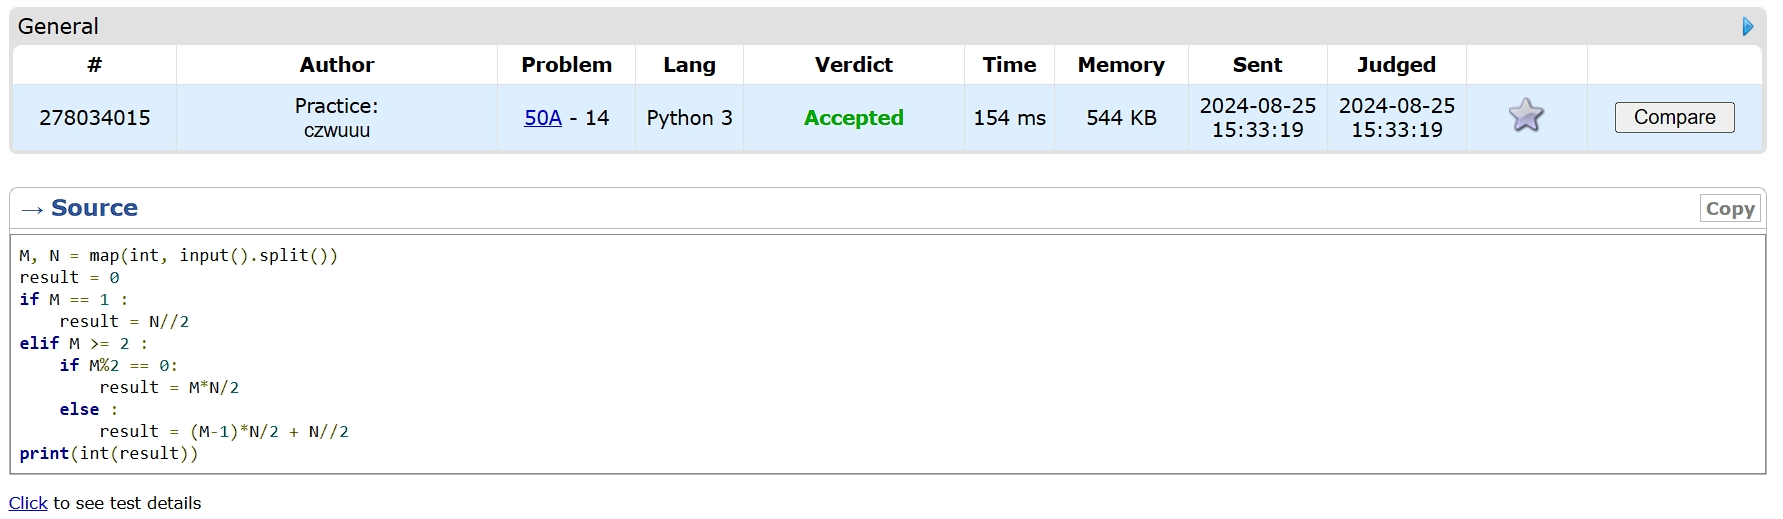 General
# Author Problem Lang Verdict Time Memory Sent Judged
278034015 Practice: czwuuu 50A - 14 Python 3 Accepted 154 ms 544 KB 2024-08-25 15:33:19 2024-08-25 15:33:19 Compare
→ Source Copy
M, N = map(int, input().split())
result = 0
if M == 1 :
    result = N//2
elif M >= 2 :
    if M%2 == 0:
        result = M*N/2
    else :
        result = (M-1)*N/2 + N//2
print(int(result))
Click to see test details